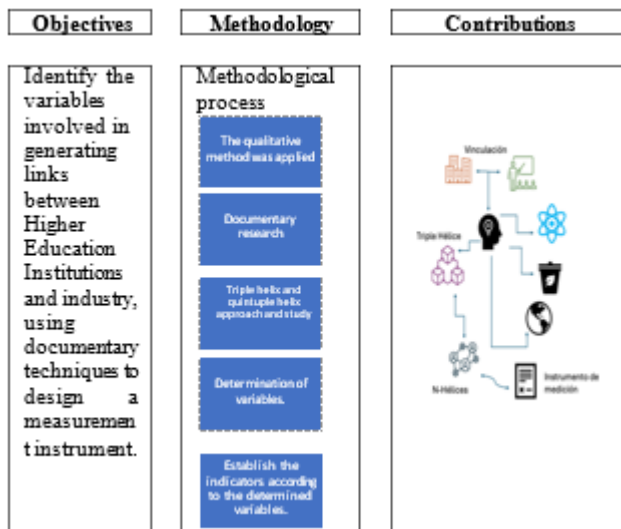 Objectives
Methodology
Contributions
Identify the
variables
involved in
generating
links
between
Higher
Education
Institutions
and industry,
using
documentary
techniques to
design a
measuremen
t instrument.
Methodological
process
The qualitative
method was applied
Documentary
research
Triple helix and
quintuple helix
approach and study
Determination of
variables.
Establish the
indicators according
to the determined
variables.
Vinculación
Triple Hélice
N-Hélices
Instrumento de
medición